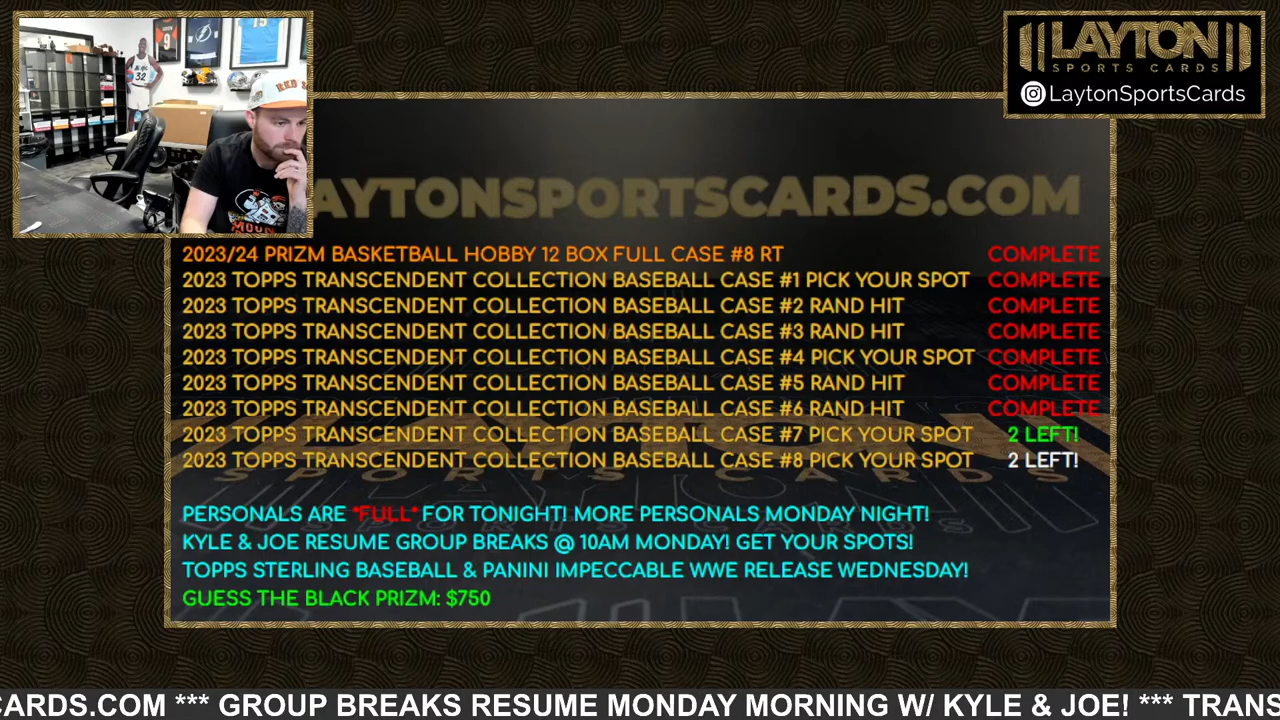 LAYTON
SPORTS CARDS
LaytonSportsCards
LAYTONSPORTSCARDS.COM
2023/24 PRIZM BASKETBALL HOBBY 12 BOX FULL CASE #8 RT COMPLETE
2023 TOPPS TRANSCENDENT COLLECTION BASEBALL CASE #1 PICK YOUR SPOT COMPLETE
2023 TOPPS TRANSCENDENT COLLECTION BASEBALL CASE #2 RAND HIT COMPLETE
2023 TOPPS TRANSCENDENT COLLECTION BASEBALL CASE #3 RAND HIT COMPLETE
2023 TOPPS TRANSCENDENT COLLECTION BASEBALL CASE #4 PICK YOUR SPOT COMPLETE
2023 TOPPS TRANSCENDENT COLLECTION BASEBALL CASE #5 RAND HIT COMPLETE
2023 TOPPS TRANSCENDENT COLLECTION BASEBALL CASE #6 RAND HIT COMPLETE
2023 TOPPS TRANSCENDENT COLLECTION BASEBALL CASE #7 PICK YOUR SPOT 2 LEFT!
2023 TOPPS TRANSCENDENT COLLECTION BASEBALL CASE #8 PICK YOUR SPOT 2 LEFT!
SPORTS CARDS
PERSONALS ARE *FULL* FOR TONIGHT! MORE PERSONALS MONDAY NIGHT!
KYLE & JOE RESUME GROUP BREAKS @ 10AM MONDAY! GET YOUR SPOTS!
TOPPS STERLING BASEBALL & PANINI IMPECCABLE WWE RELEASE WEDNESDAY!
GUESS THE BLACK PRIZM: $750
CARDS.COM *** GROUP BREAKS RESUME MONDAY MORNING W/ KYLE & JOE! *** TRANS